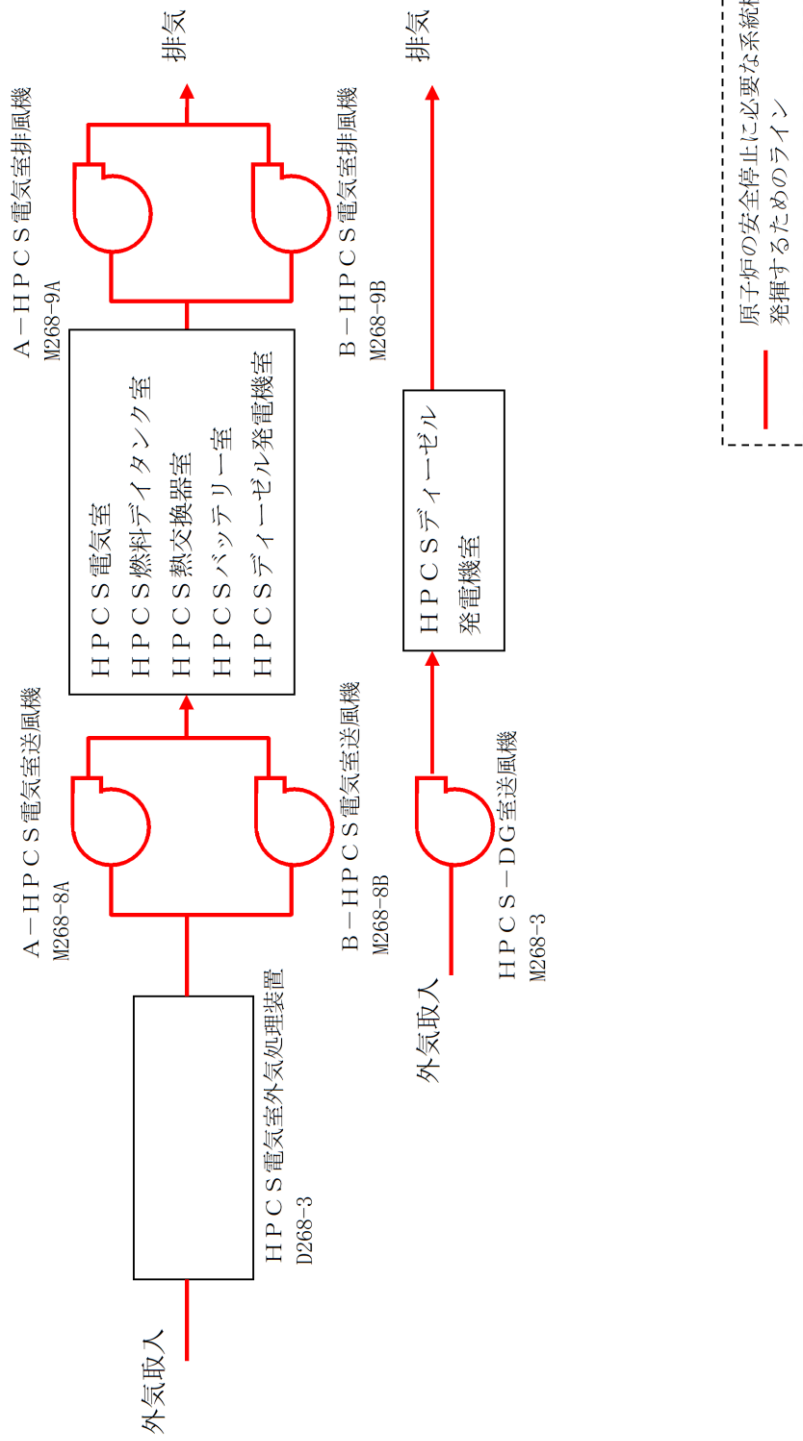 外気取入
HPCS電気室外気処理装置
D268-3
A－HPCS電気室送風機
M268-8A
B－HPCS電気室送風機
M268-8B
HPCS電気室
HPCS燃料デイタンク室
HPCS熱交換器室
HPCSバッテリー室
HPCSディーゼル発電機室
A－HPCS電気室排風機
M268-9A
B－HPCS電気室排風機
M268-9B
排気
外気取入
HPCS－DG室送風機
M268-3
HPCSディーゼル
発電機室
排気
原子炉の安全停止に必要な系統
発揮するためのライン